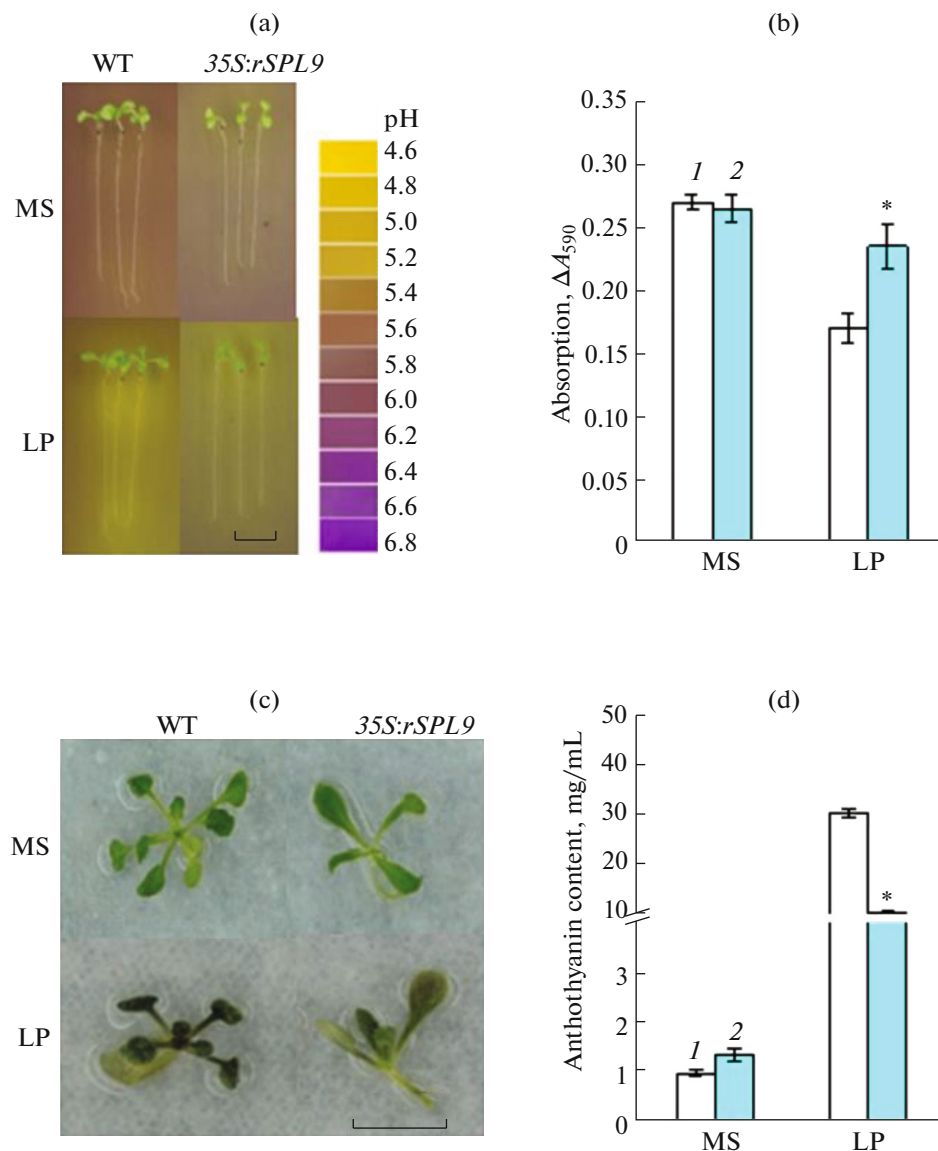 (a)
WT 35S:rSPL9
MS
LP
pH
4.6
4.8
5.0
5.2
5.4
5.6
5.8
6.0
6.2
6.4
6.6
6.8
(b)
Absorption, ΔA590
0.35
0.30
0.25
0.20
0.15
0.10
0.05
0
1 2
*
MS LP
(c)
WT 35S:rSPL9
MS
LP
(d)
Anthothyanin content, mg/mL
50
40
30
20
10
3
2
1
0
1 2
*
MS LP